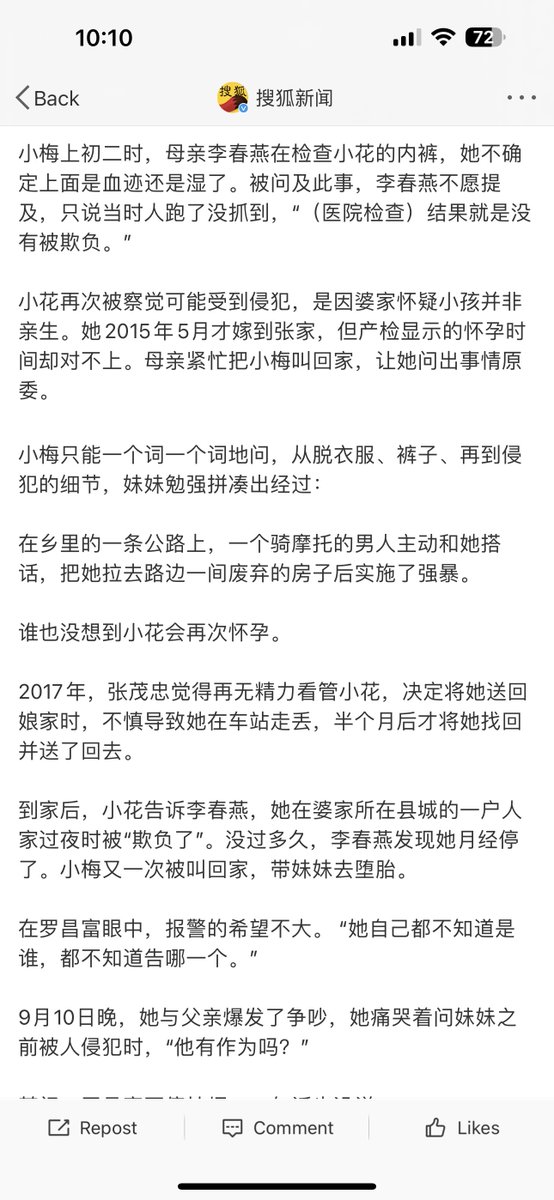 10:10
72
Back
搜狐
搜狐新闻
小梅上初二时，母亲李春燕在检查小花的内裤，她不确
定上面是血迹还是湿了。被问及此事，李春燕不愿提
及，只说当时人跑了没抓到，“（医院检查）结果就是没
有被欺负。”
小花再次被察觉可能受到侵犯，是因婆家怀疑小孩并非
亲生。她2015年5月才嫁到张家，但产检显示的怀孕时
间却对不上。母亲紧忙把小梅叫回家，让她问出事情原
委。
小梅只能一个词一个词地问，从脱衣服、裤子、再到侵
犯的细节，妹妹勉强拼凑出经过：
在乡里的一条公路上，一个骑摩托的男人主动和她搭
话，把她拉去路边一间废弃的房子后实施了强暴。
谁也没想到小花会再次怀孕。
2017年，张茂忠觉得再无精力看管小花，决定将她送回
娘家时，不慎导致她在车站走丢，半个月后才将她找回
并送了回去。
到家后，小花告诉李春燕，她在婆家所在县城的一户人
家过夜时被“欺负了”。没过多久，李春燕发现她月经停
了。小梅又一次被叫回家，带妹妹去堕胎。
在罗昌富眼中，报警的希望不大。“她自己都不知道是
谁，都不知道告哪一个。”
9月10日晚，她与父亲爆发了争吵，她痛哭着问妹妹之
前被人侵犯时，“他有作为吗？”
Repost
Comment
Likes